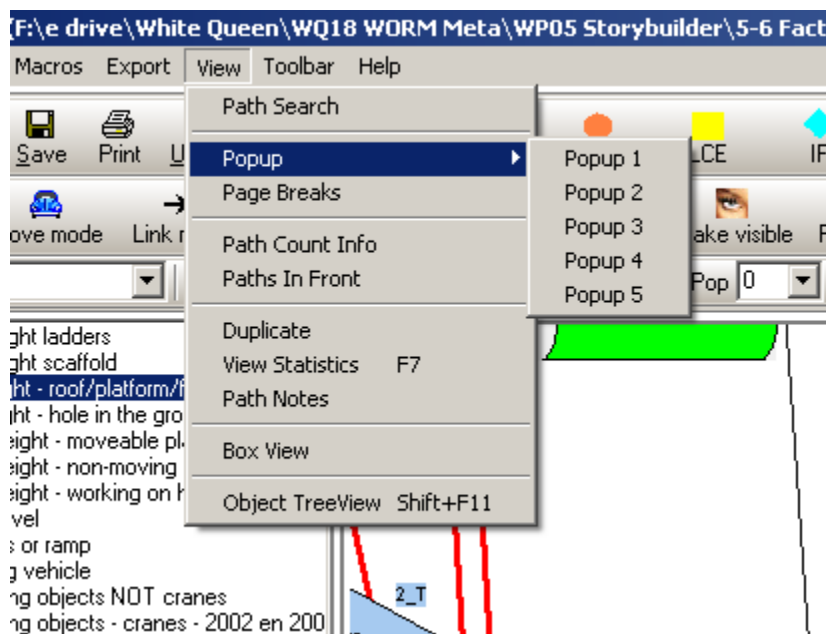 (F:\e drive\White Queen\WQ18 WORM Meta\WP05 Storybuilder\5-6 Fact
Macros Export View Toolbar Help
Save Print U LCE IF
ove mode Link r ake visible F
Pop 0
Path Search
Popup
Page Breaks
Path Count Info
Paths In Front
Duplicate
View Statistics F7
Path Notes
Box View
Object TreeView Shift+F11
Popup 1
Popup 2
Popup 3
Popup 4
Popup 5
ght ladders
ght scaffold
ht - roof/platform/f
ht - hole in the gro
eight - moveable pl
eight - non-moving
eight - working on h
vel
s or ramp
g vehicle
ng objects NOT cranes
ng objects - cranes - 2002 en 200
2_T